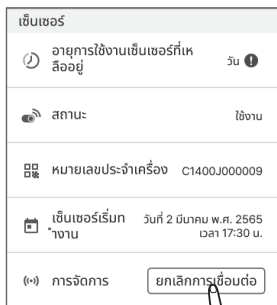 เซ็นเซอร์
อายุการใช้งานเซ็นเซอร์ที่เห
ลืออยู่
วัน
สถานะ
ใช้งาน
หมายเลขประจำเครื่อง
C1400J000009
เซ็นเซอร์เริ่มท
ำงาน
วันที่ 2 มีนาคม พ.ศ. 2565
เวลา 17:30 น.
การจัดการ
ยกเลิกการเชื่อมต่อ